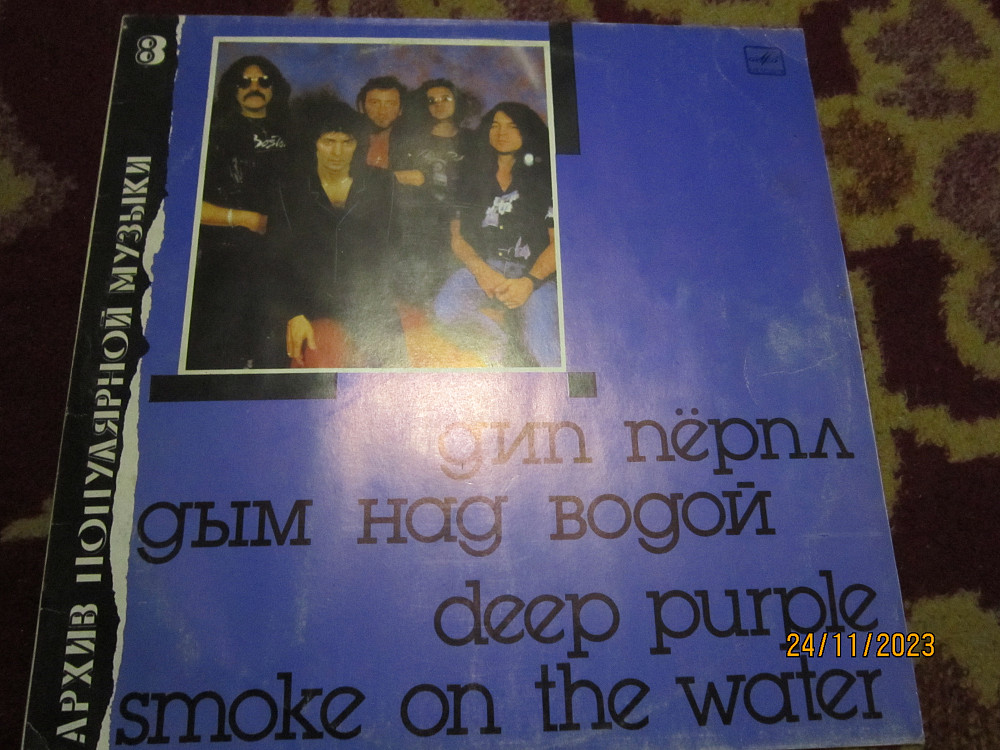 8
АРХИВ ПОПУЛЯРНОЙ МУЗЫКИ
дип пёрпл
дым над водой
deep purple
smoke on the water
24/11/2023